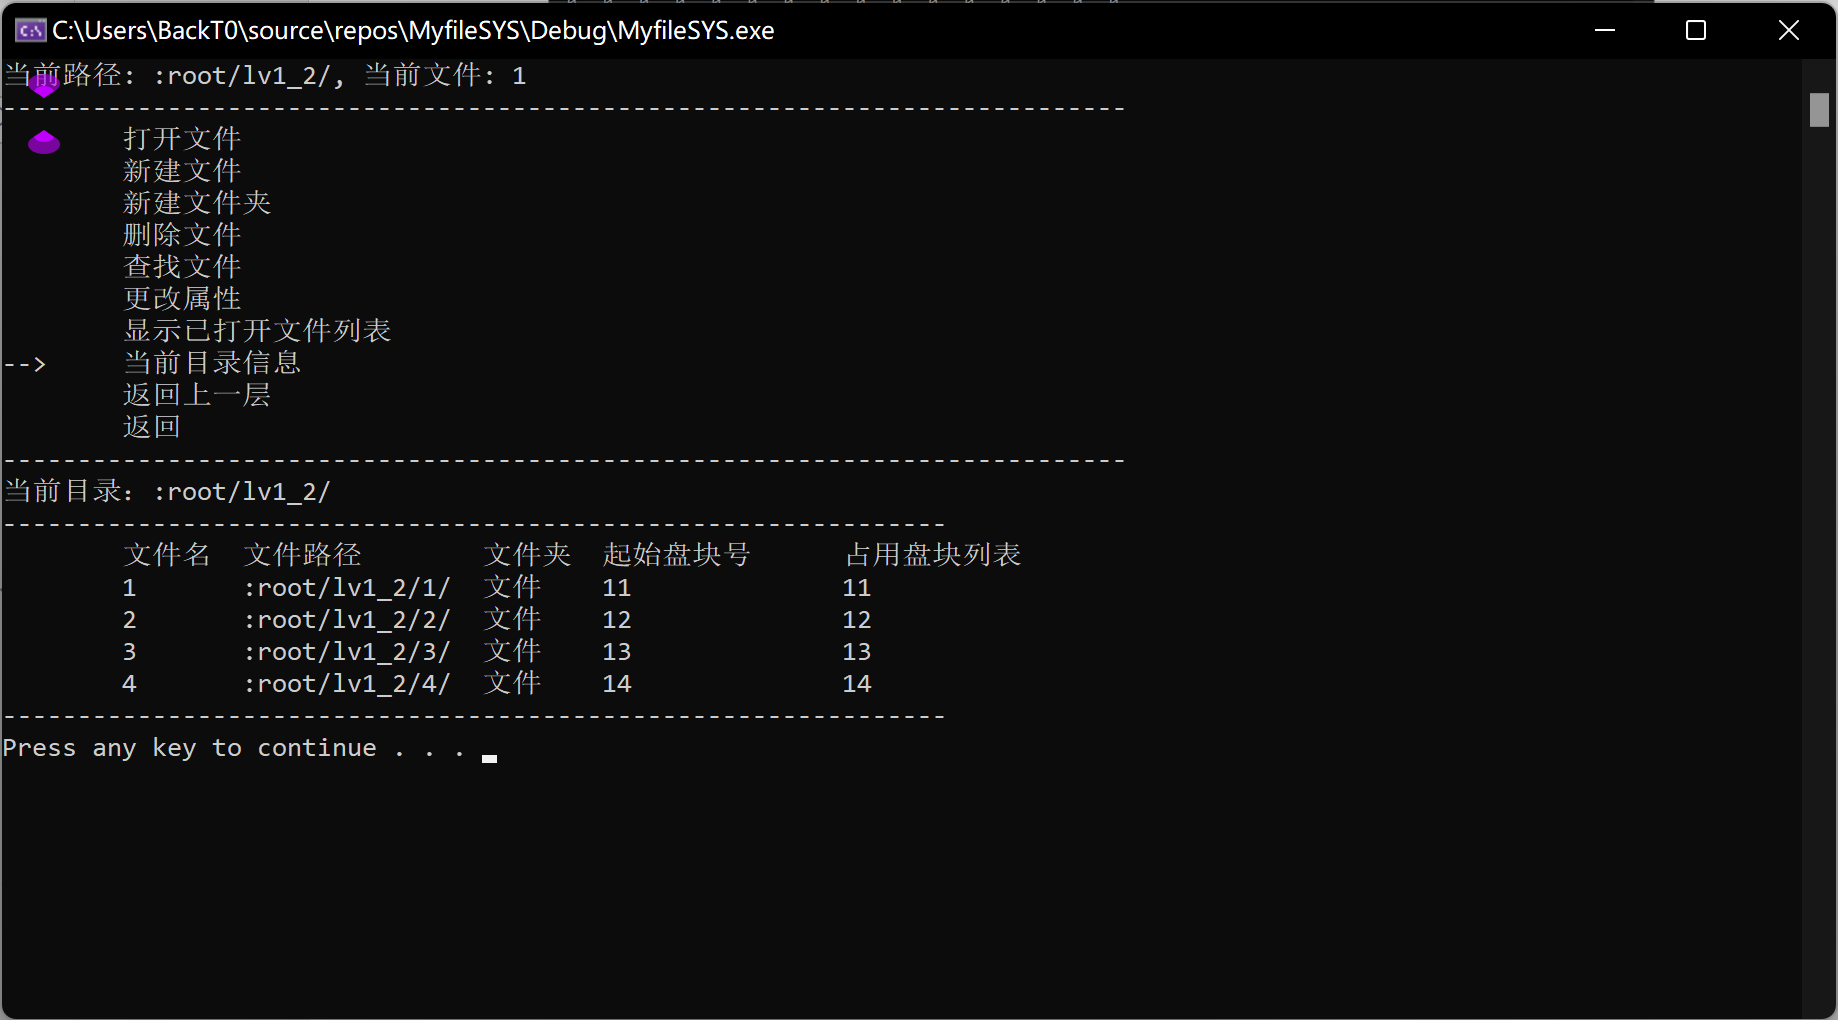 C:\Users\BackT0\source\repos\MyfileSYS\Debug\MyfileSYS.exe
当前路径: :root/lv1_2/, 当前文件: 1
---------------------------------------------------------------------------
打开文件
新建文件
新建文件夹
删除文件
查找文件
更改属性
显示已打开文件列表
--> 当前目录信息
返回上一层
返回
---------------------------------------------------------------------------
当前目录: :root/lv1_2/
---------------------------------------------------------------
文件名 文件路径 文件夹 起始盘块号 占用盘块列表
1 :root/lv1_2/1/ 文件 11 11
2 :root/lv1_2/2/ 文件 12 12
3 :root/lv1_2/3/ 文件 13 13
4 :root/lv1_2/4/ 文件 14 14
---------------------------------------------------------------
Press any key to continue . . .